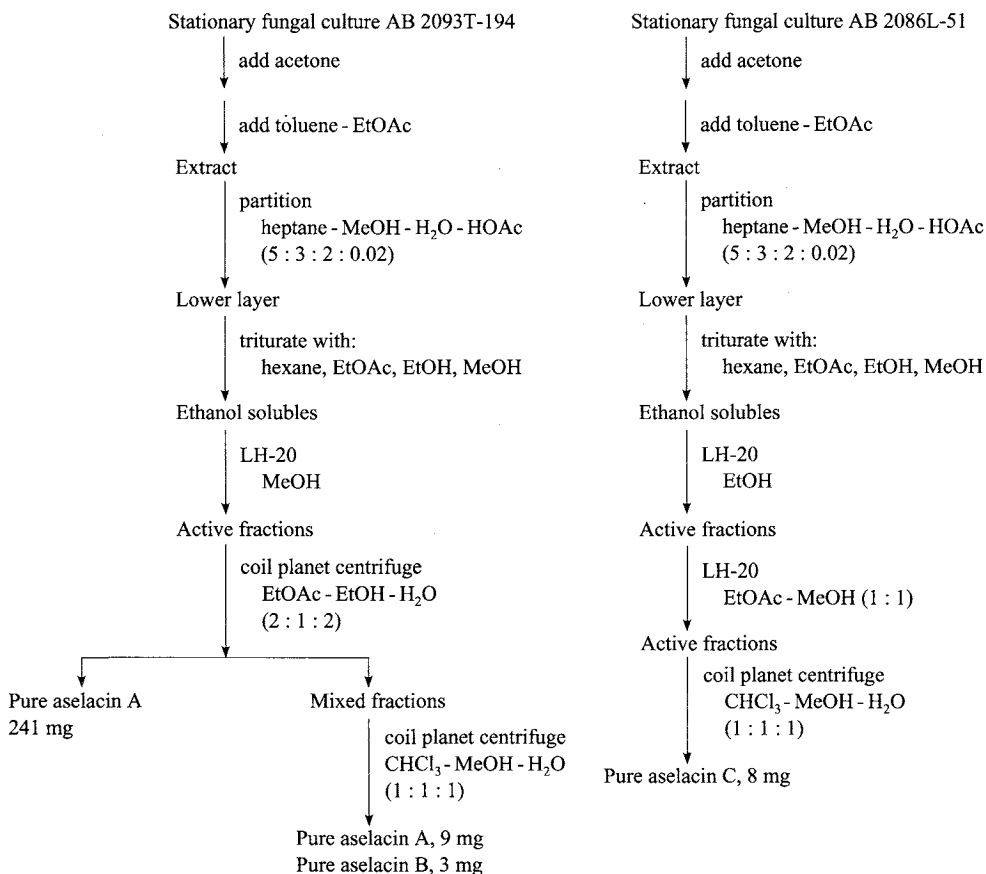 Stationary fungal culture AB 2093T-194
add acetone
add toluene - EtOAc
Extract
partition
heptane - MeOH - H₂O - HOAc
(5 : 3 : 2 : 0.02)
Lower layer
triturate with:
hexane, EtOAc, EtOH, MeOH
Ethanol solubles
LH-20
MeOH
Active fractions
coil planet centrifuge
EtOAc - EtOH - H₂O
(2 : 1 : 2)
Pure aselacin A
241 mg
Mixed fractions
coil planet centrifuge
CHCl₃ - MeOH - H₂O
(1 : 1 : 1)
Pure aselacin A, 9 mg
Pure aselacin B, 3 mg
Stationary fungal culture AB 2086L-51
add acetone
add toluene - EtOAc
Extract
partition
heptane - MeOH - H₂O - HOAc
(5 : 3 : 2 : 0.02)
Lower layer
triturate with:
hexane, EtOAc, EtOH, MeOH
Ethanol solubles
LH-20
EtOH
Active fractions
LH-20
EtOAc - MeOH (1 : 1)
Active fractions
coil planet centrifuge
CHCl₃ - MeOH - H₂O
(1 : 1 : 1)
Pure aselacin C, 8 mg